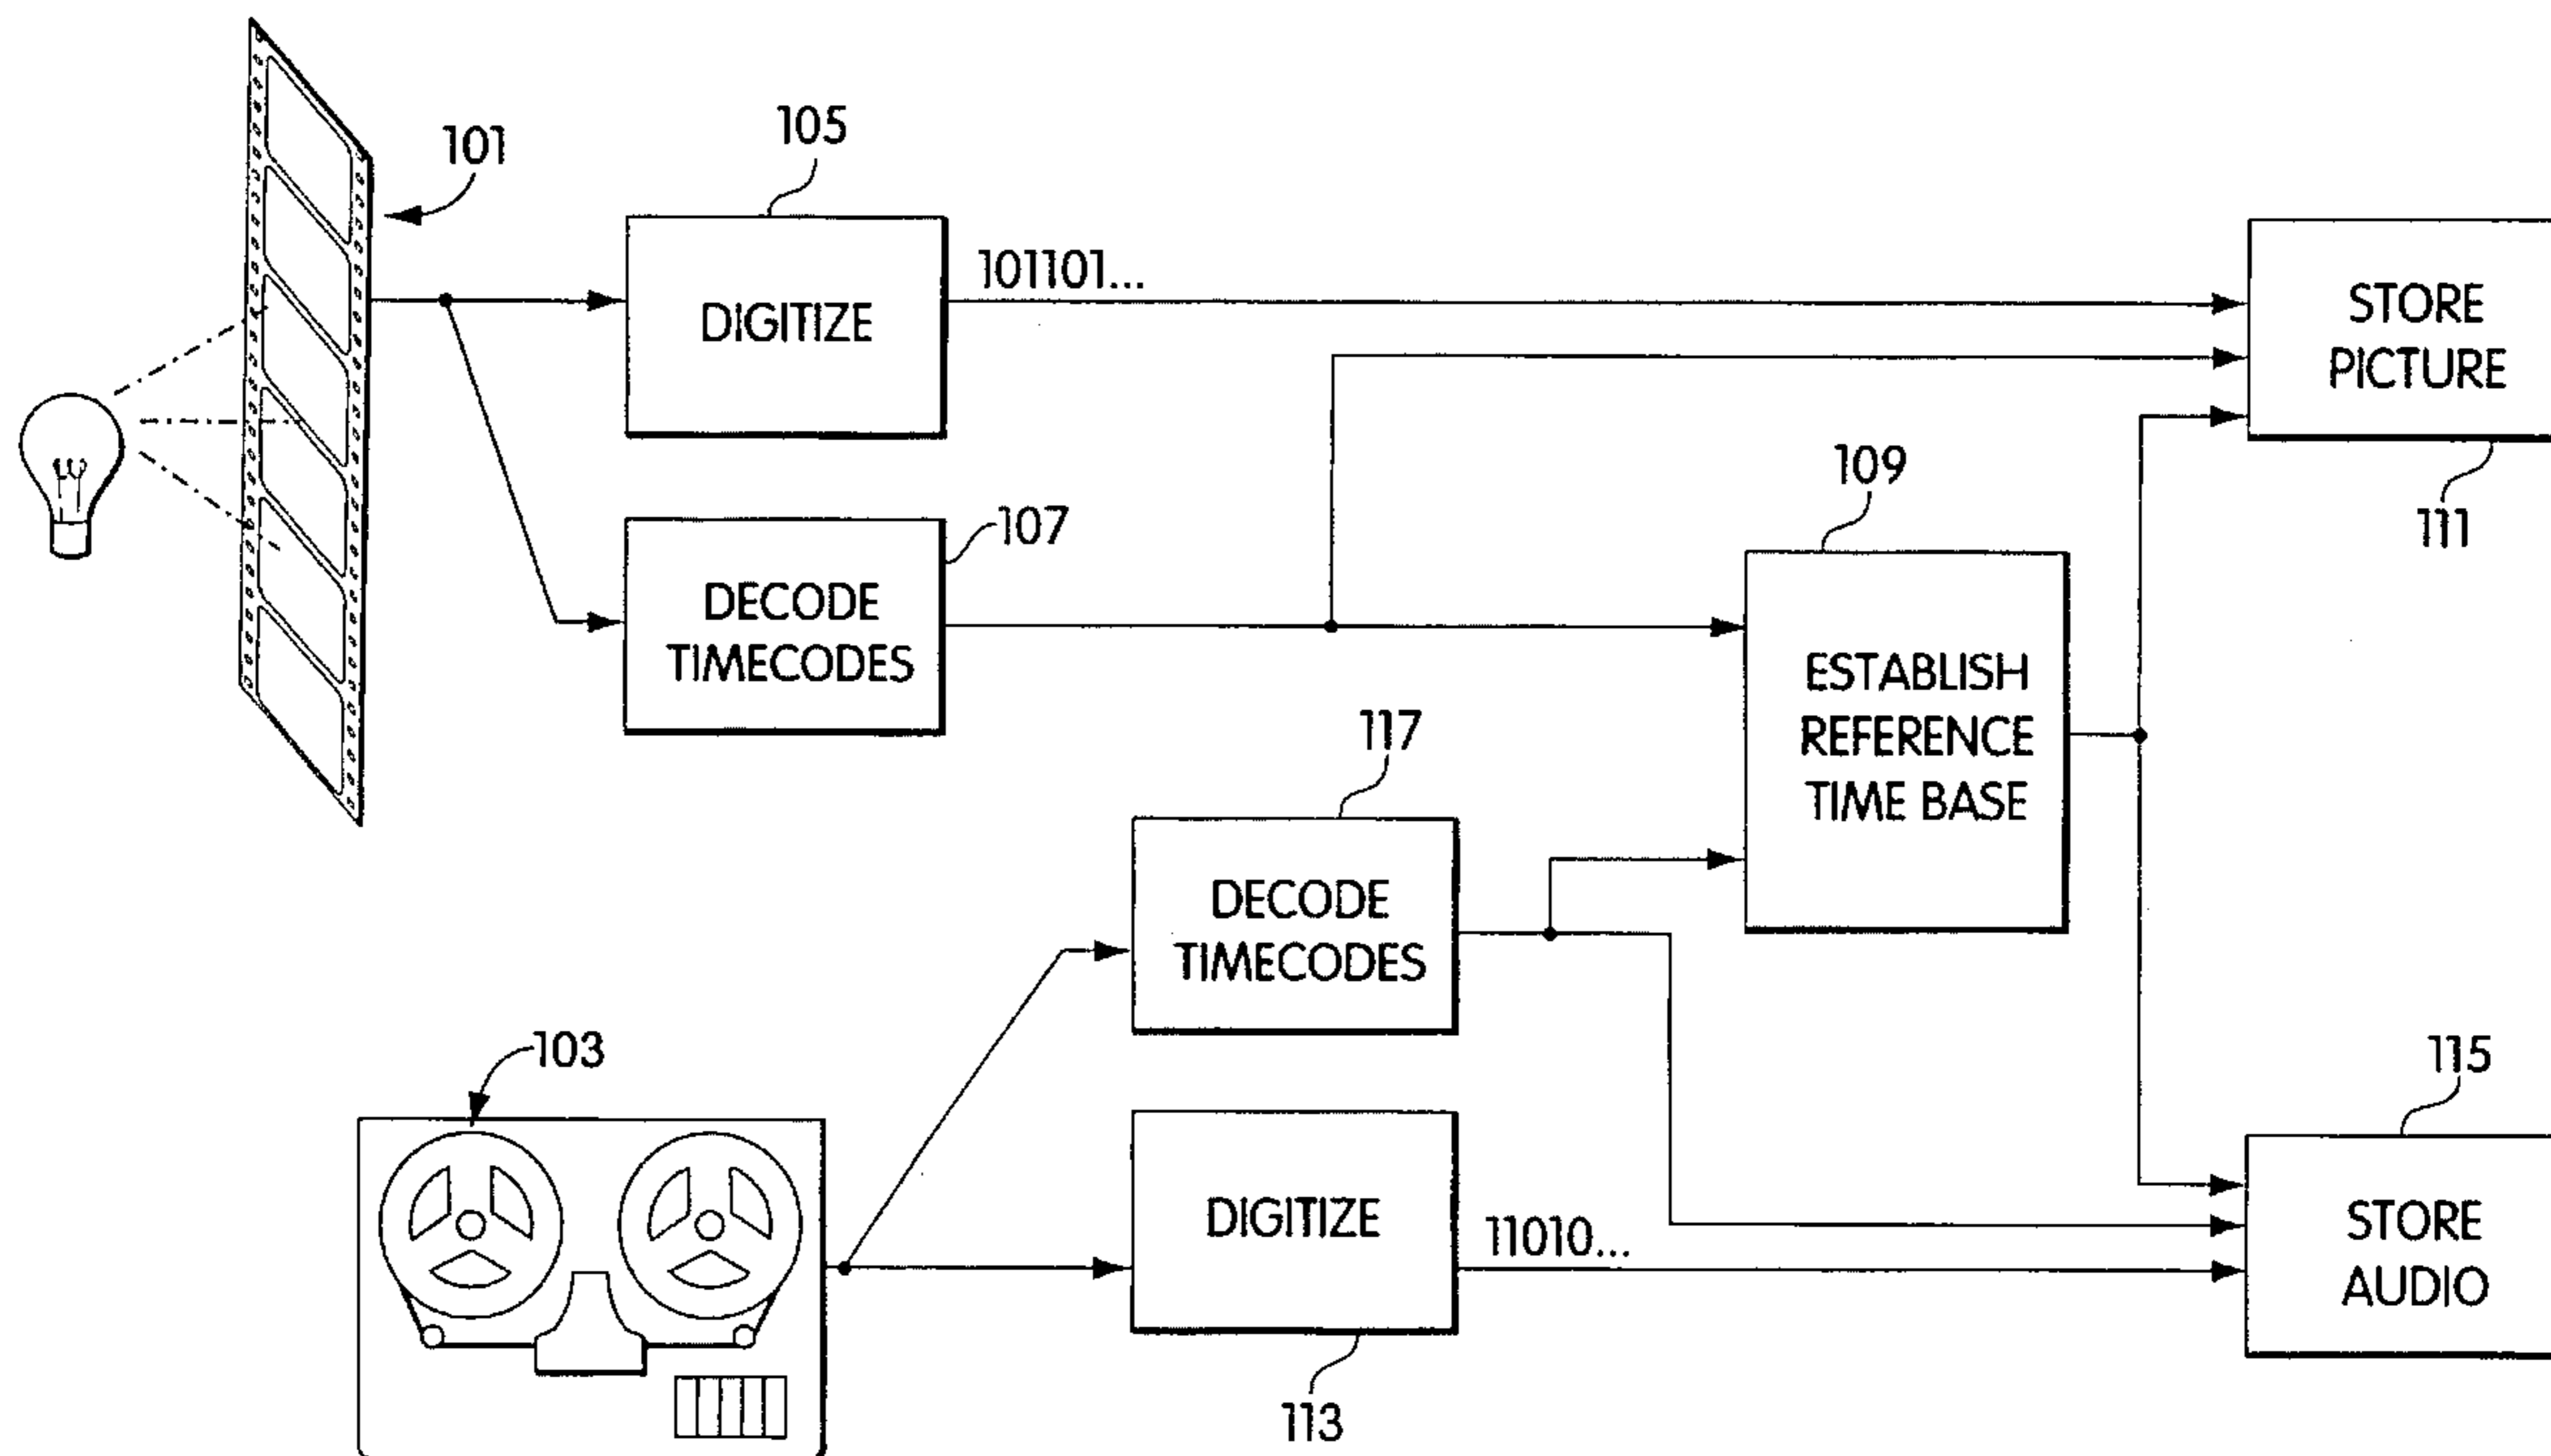 101
105
DIGITIZE
101101...
STORE
PICTURE
111
107
DECODE
TIMECODES
109
ESTABLISH
REFERENCE
TIME BASE
117
DECODE
TIMECODES
103
113
DIGITIZE
11010...
115
STORE
AUDIO